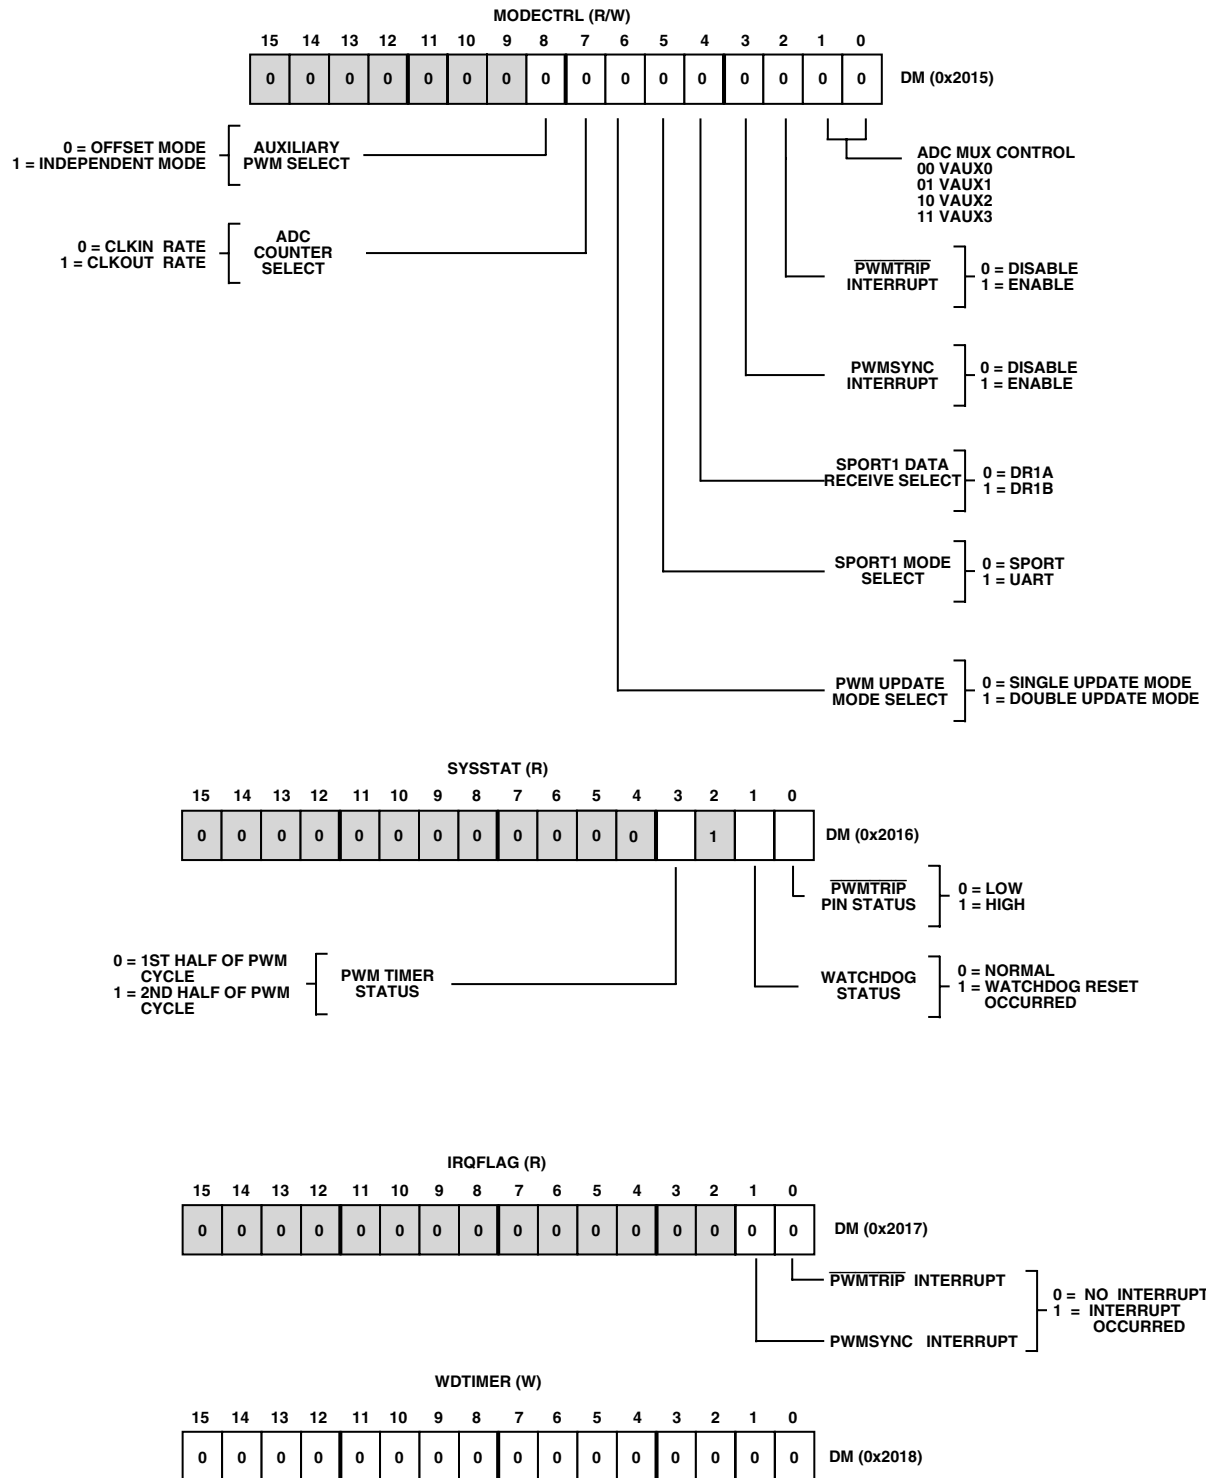 MODECTRL (R/W)
15 14 13 12 11 10 9 8 7 6 5 4 3 2 1 0
0 0 0 0 0 0 0 0 0 0 0 0 0 0 0 0
DM (0x2015)
0 = OFFSET MODE
1 = INDEPENDENT MODE
AUXILIARY
PWM SELECT
ADC MUX CONTROL
00 VAUX0
01 VAUX1
10 VAUX2
11 VAUX3
0 = CLKIN RATE
1 = CLKOUT RATE
ADC
COUNTER
SELECT
PWMTRIP
INTERRUPT
0 = DISABLE
1 = ENABLE
PWMSYNC
INTERRUPT
0 = DISABLE
1 = ENABLE
SPORT1 DATA
RECEIVE SELECT
0 = DR1A
1 = DR1B
SPORT1 MODE
SELECT
0 = SPORT
1 = UART
PWM UPDATE
MODE SELECT
0 = SINGLE UPDATE MODE
1 = DOUBLE UPDATE MODE
SYSSTAT (R)
15 14 13 12 11 10 9 8 7 6 5 4 3 2 1 0
0 0 0 0 0 0 0 0 0 0 0 0 1
DM (0x2016)
PWMTRIP
PIN STATUS
0 = LOW
1 = HIGH
0 = 1ST HALF OF PWM
CYCLE
1 = 2ND HALF OF PWM
CYCLE
PWM TIMER
STATUS
WATCHDOG
STATUS
0 = NORMAL
1 = WATCHDOG RESET
OCCURRED
IRQFLAG (R)
15 14 13 12 11 10 9 8 7 6 5 4 3 2 1 0
0 0 0 0 0 0 0 0 0 0 0 0 0 0 0 0
DM (0x2017)
PWMTRIP INTERRUPT
PWMSYNC INTERRUPT
0 = NO INTERRUPT
1 = INTERRUPT
OCCURRED
WDTIMER (W)
15 14 13 12 11 10 9 8 7 6 5 4 3 2 1 0
0 0 0 0 0 0 0 0 0 0 0 0 0 0 0 0
DM (0x2018)